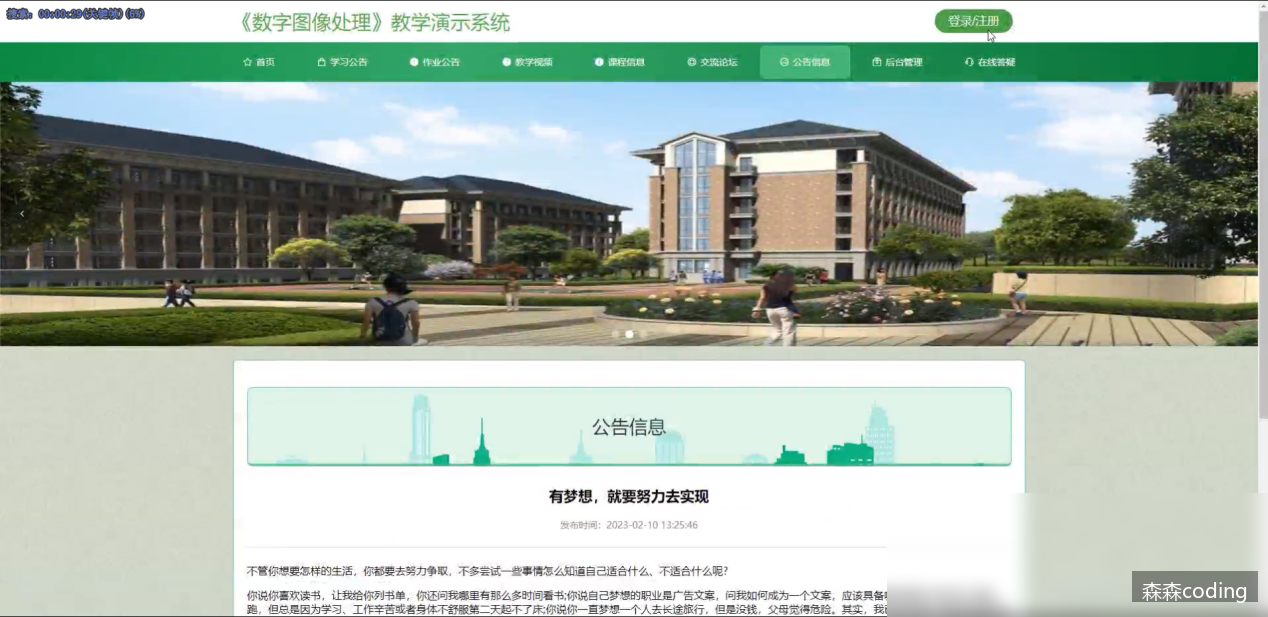 《数字图像处理》教学演示系统
登录/注册
首页
学习公告
作业公告
教学视频
课程信息
交流论坛
公告信息
后台管理
在线答疑
公告信息
有梦想，就要努力去实现
发布时间：2023-02-10 13:25:46
不管你想要怎样的生活，你都要去努力争取，不多尝试一些事情怎么知道自己适合什么、不适合什么呢？
你说你喜欢读书，让我给你列书单，你还问我哪里有那么多时间看书;你说自己梦想的职业是广告文案，问我如何成为一个文案，应该具备
跑，但总是因为学习、工作辛苦或者身体不舒服第二天起不了床;你说你一直梦想一个人去长途旅行，但是没钱，父母觉得危险。其实，我
森森coding